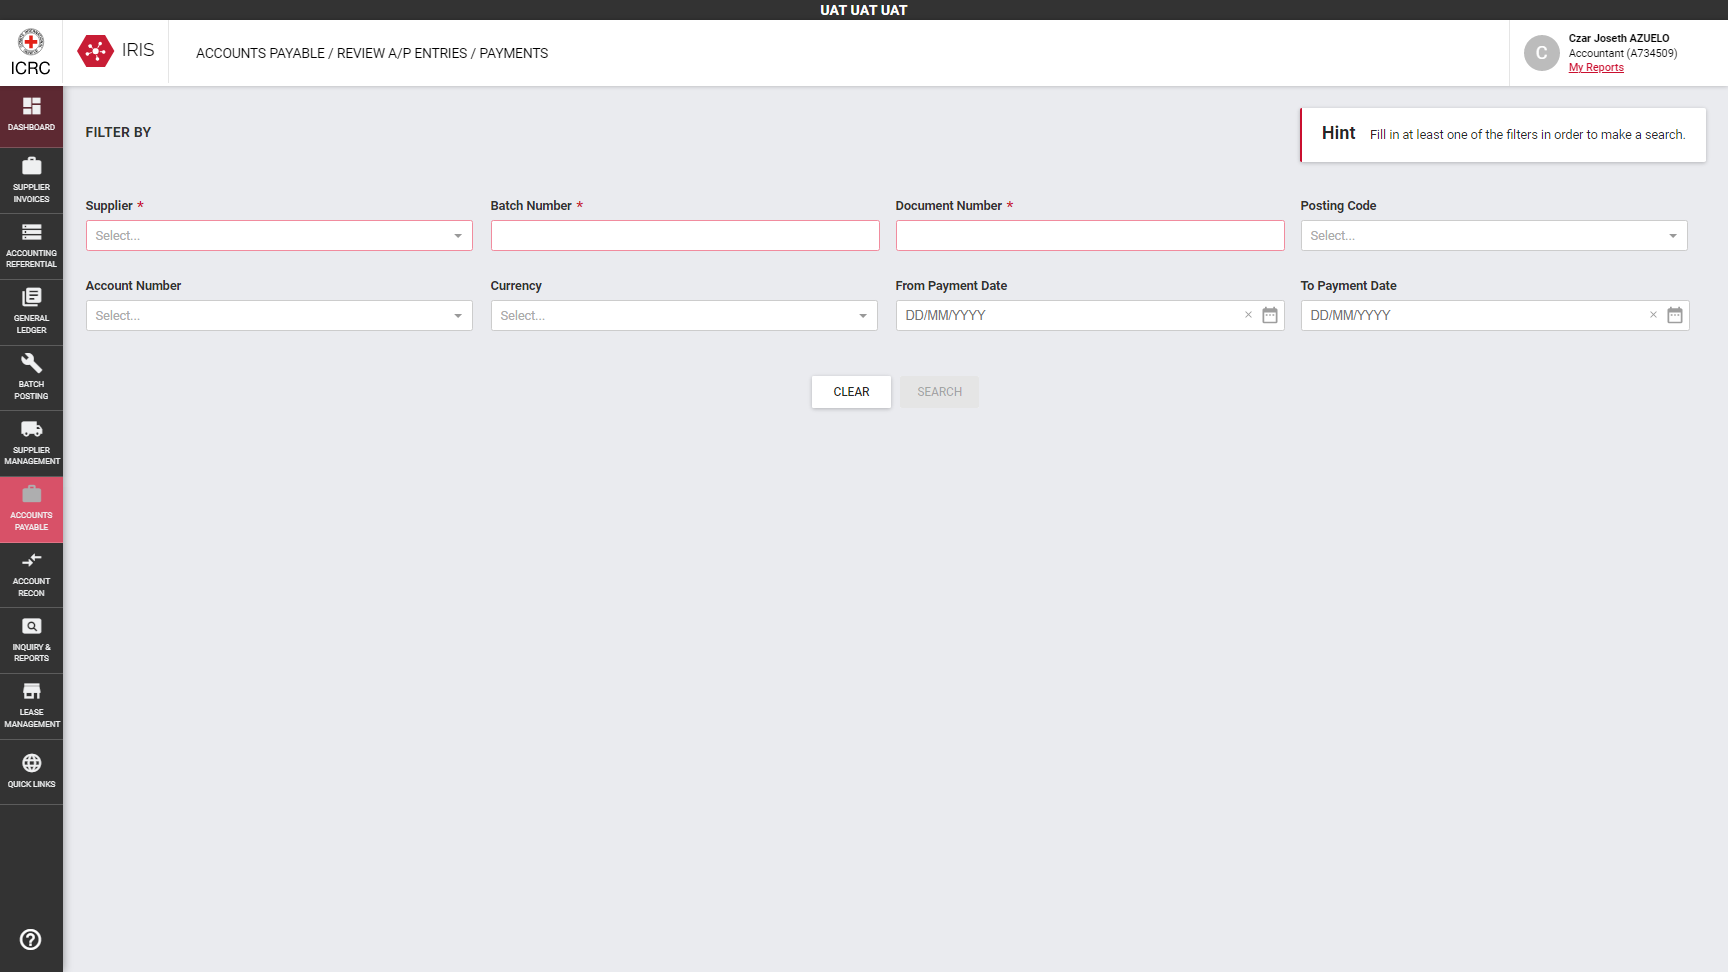 UAT UAT UAT
ICRC
IRIS
ACCOUNTS PAYABLE / REVIEW A/P ENTRIES / PAYMENTS
C
Czar Joseth AZUELO
Accountant (A734509)
My Reports
DASHBOARD
SUPPLIER
INVOICES
ACCOUNTING
REFERENTIAL
GENERAL
LEDGER
BATCH
POSTING
SUPPLIER
MANAGEMENT
ACCOUNTS
PAYABLE
ACCOUNT
RECON
INQUIRY &
REPORTS
LEASE
MANAGEMENT
QUICK LINKS
FILTER BY
Hint Fill in at least one of the filters in order to make a search.
Supplier * Batch Number * Document Number * Posting Code
Select... Select...
Account Number Currency From Payment Date To Payment Date
Select... Select... DD/MM/YYYY × DD/MM/YYYY ×
CLEAR SEARCH